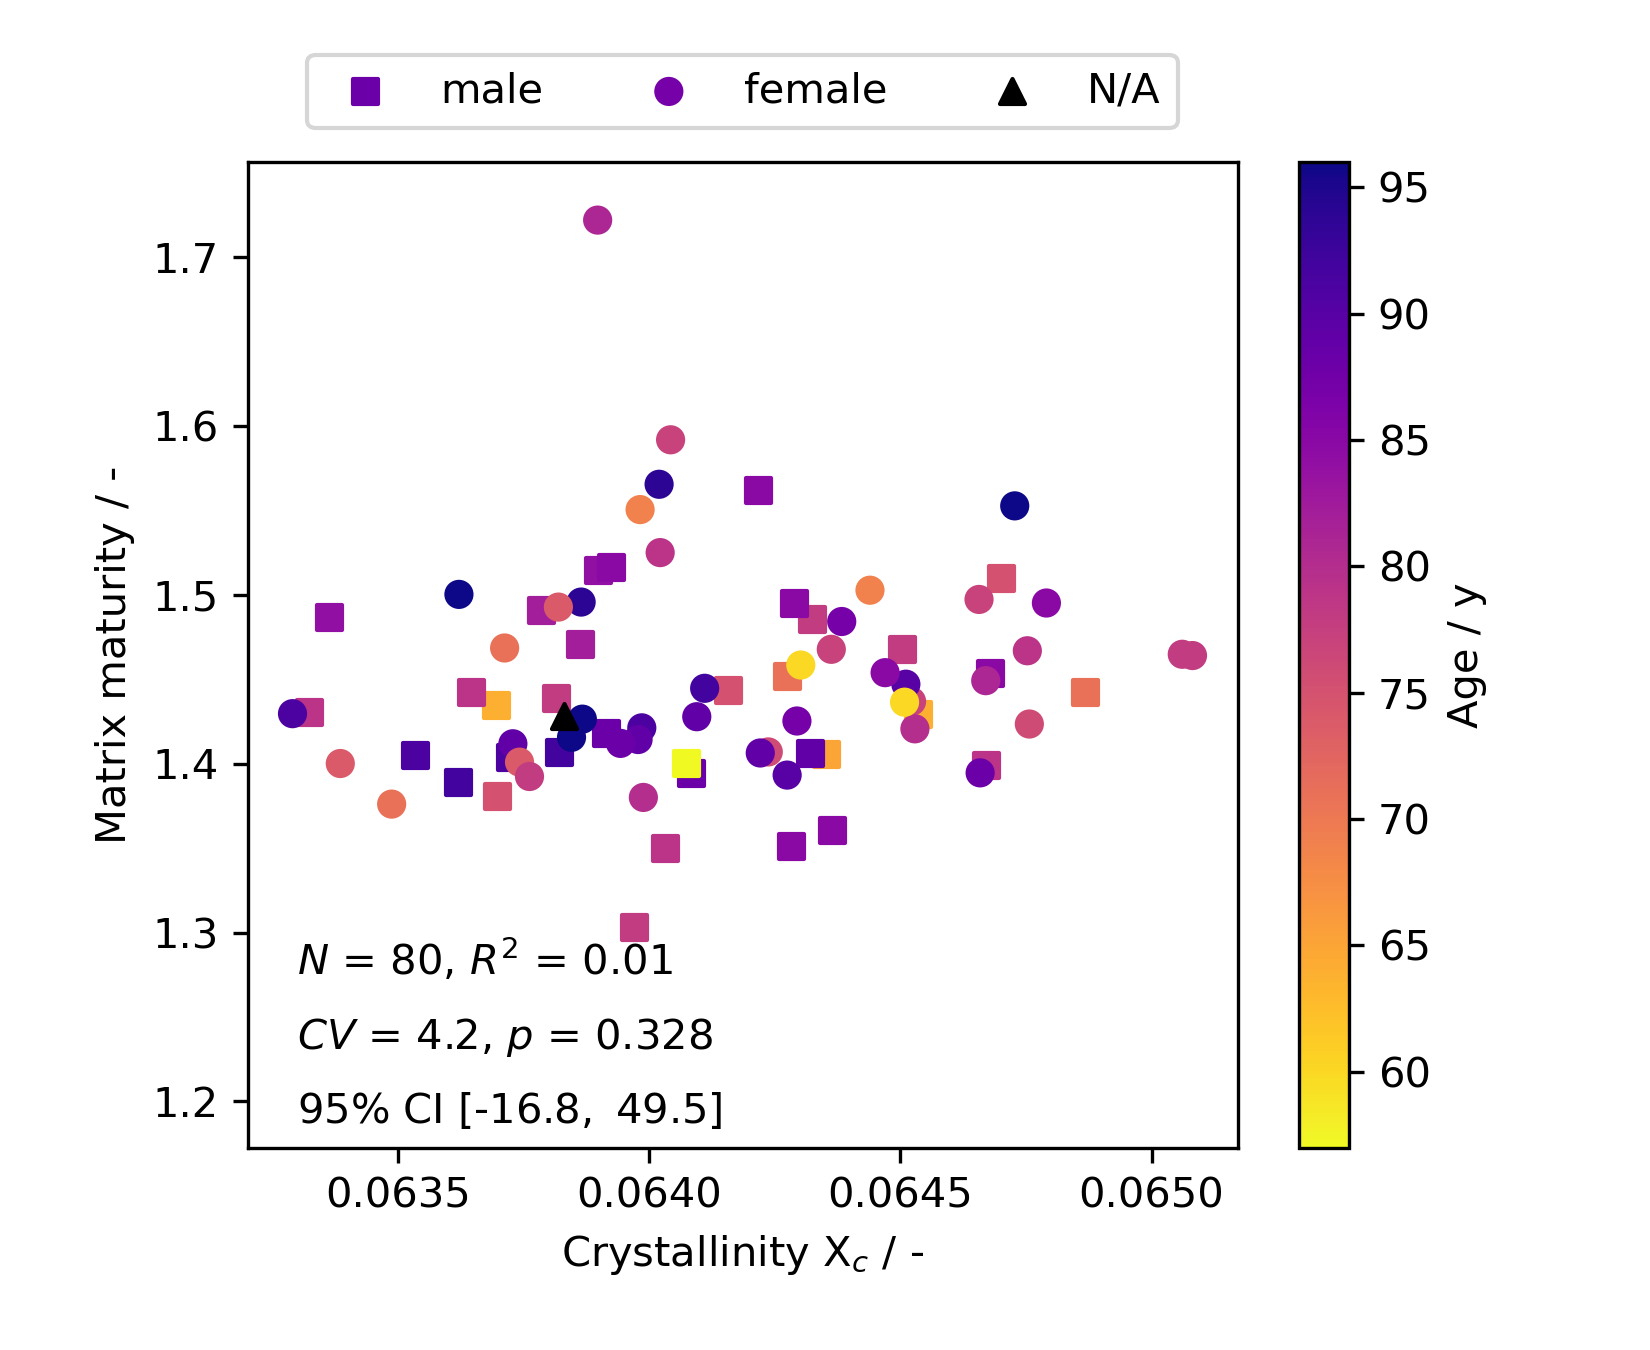 male female N/A
1.7
1.6
1.5
1.4
1.3
1.2
Matrix maturity / -
N = 80, R² = 0.01
CV = 4.2, p = 0.328
95% CI [-16.8, 49.5]
0.0635 0.0640 0.0645 0.0650
Crystallinity X_c / -
95
90
85
80
75
70
65
60
Age / y